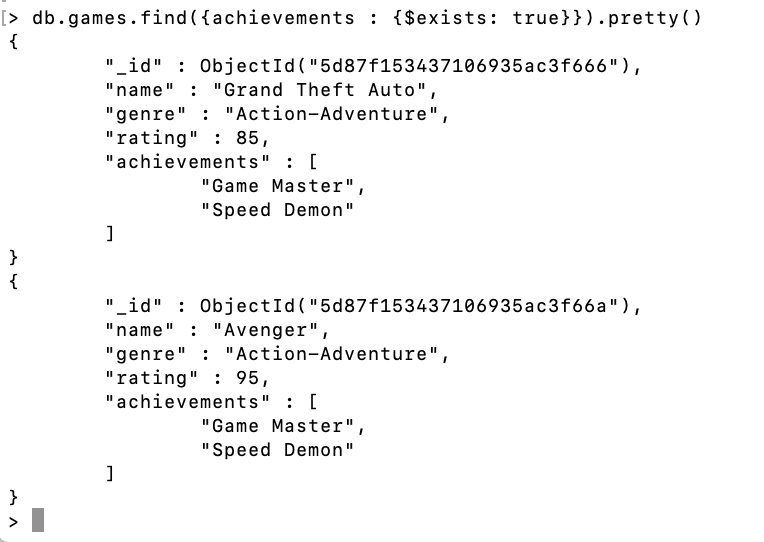 [> db.games.find({achievements : {$exists: true}}).pretty()
{
"_id" : ObjectId("5d87f153437106935ac3f666"),
"name" : "Grand Theft Auto",
"genre" : "Action-Adventure",
"rating" : 85,
"achievements" : [
"Game Master",
"Speed Demon"
]
}
{
"_id" : ObjectId("5d87f153437106935ac3f66a"),
"name" : "Avenger",
"genre" : "Action-Adventure",
"rating" : 95,
"achievements" : [
"Game Master",
"Speed Demon"
]
}
>